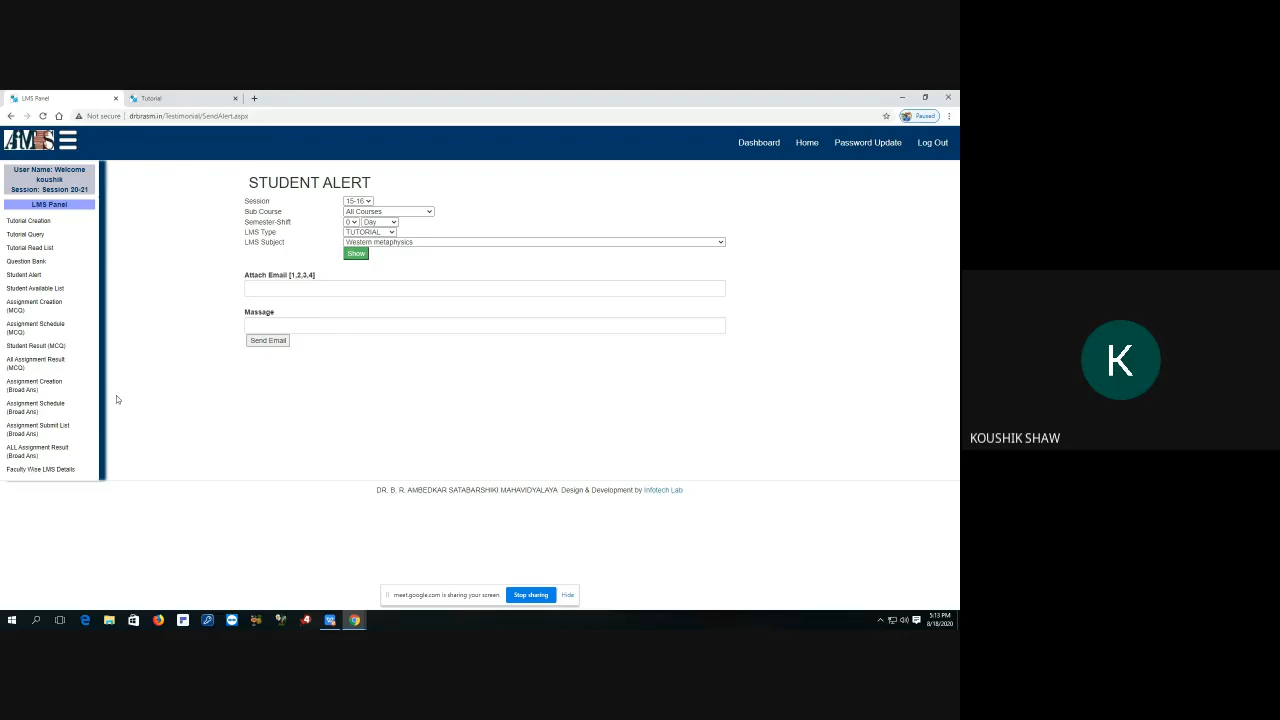 LMS Panel
Tutorial
Not secure | drbrasm.in/Testimonial/SendAlert.aspx
Paused
AiMS
Dashboard Home Password Update Log Out
User Name: Welcome
koushik
Session: Session 20-21
LMS Panel
Tutorial Creation
Tutorial Query
Tutorial Read List
Question Bank
Student Alert
Student Available List
Assignment Creation
(MCQ)
Assignment Schedule
(MCQ)
Student Result (MCQ)
All Assignment Result
(MCQ)
Assignment Creation
(Broad Ans)
Assignment Schedule
(Broad Ans)
Assignment Submit List
(Broad Ans)
ALL Assignment Result
(Broad Ans)
Faculty Wise LMS Details
STUDENT ALERT
Session 15-16
Sub Course All Courses
Semester-Shift 0 Day
LMS Type TUTORIAL
LMS Subject Western metaphysics
Show
Attach Email [1,2,3,4]
Massage
Send Email
DR. B. R. AMBEDKAR SATABARSHIKI MAHAVIDYALAYA Design & Development by Infotech Lab
meet.google.com is sharing your screen. Stop sharing Hide
5:13 PM
8/18/2020
K
KOUSHIK SHAW